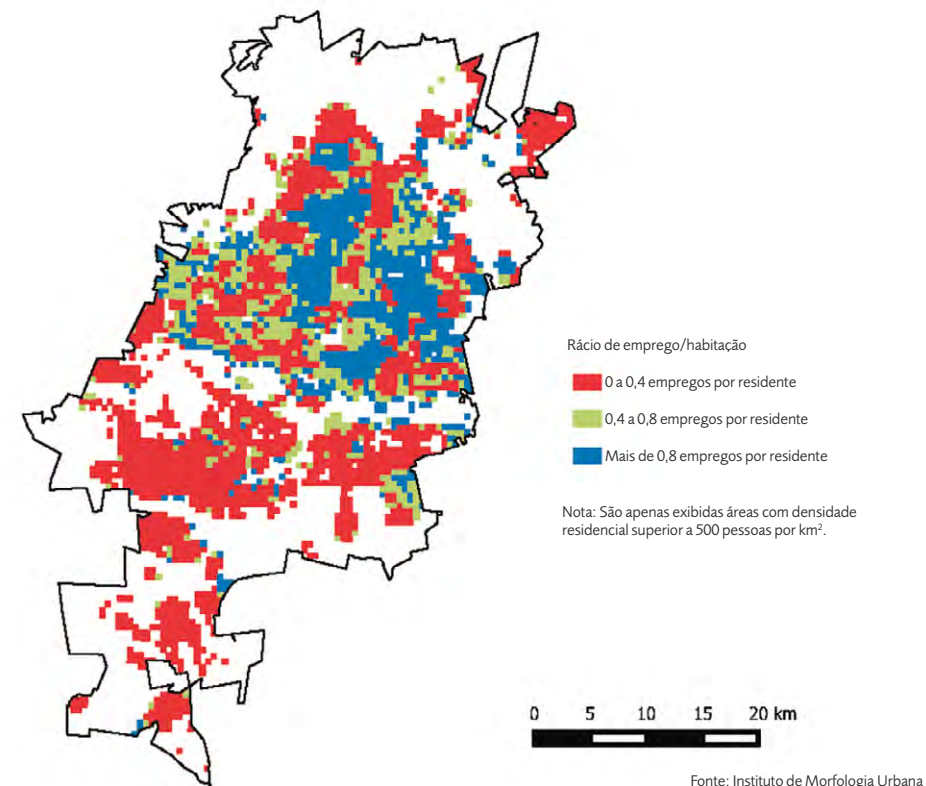 Rácio de emprego/habitação
0 a 0,4 empregos por residente
0,4 a 0,8 empregos por residente
Mais de 0,8 empregos por residente
Nota: São apenas exibidas áreas com densidade
residencial superior a 500 pessoas por km².
0 5 10 15 20 km
Fonte: Instituto de Morfologia Urbana